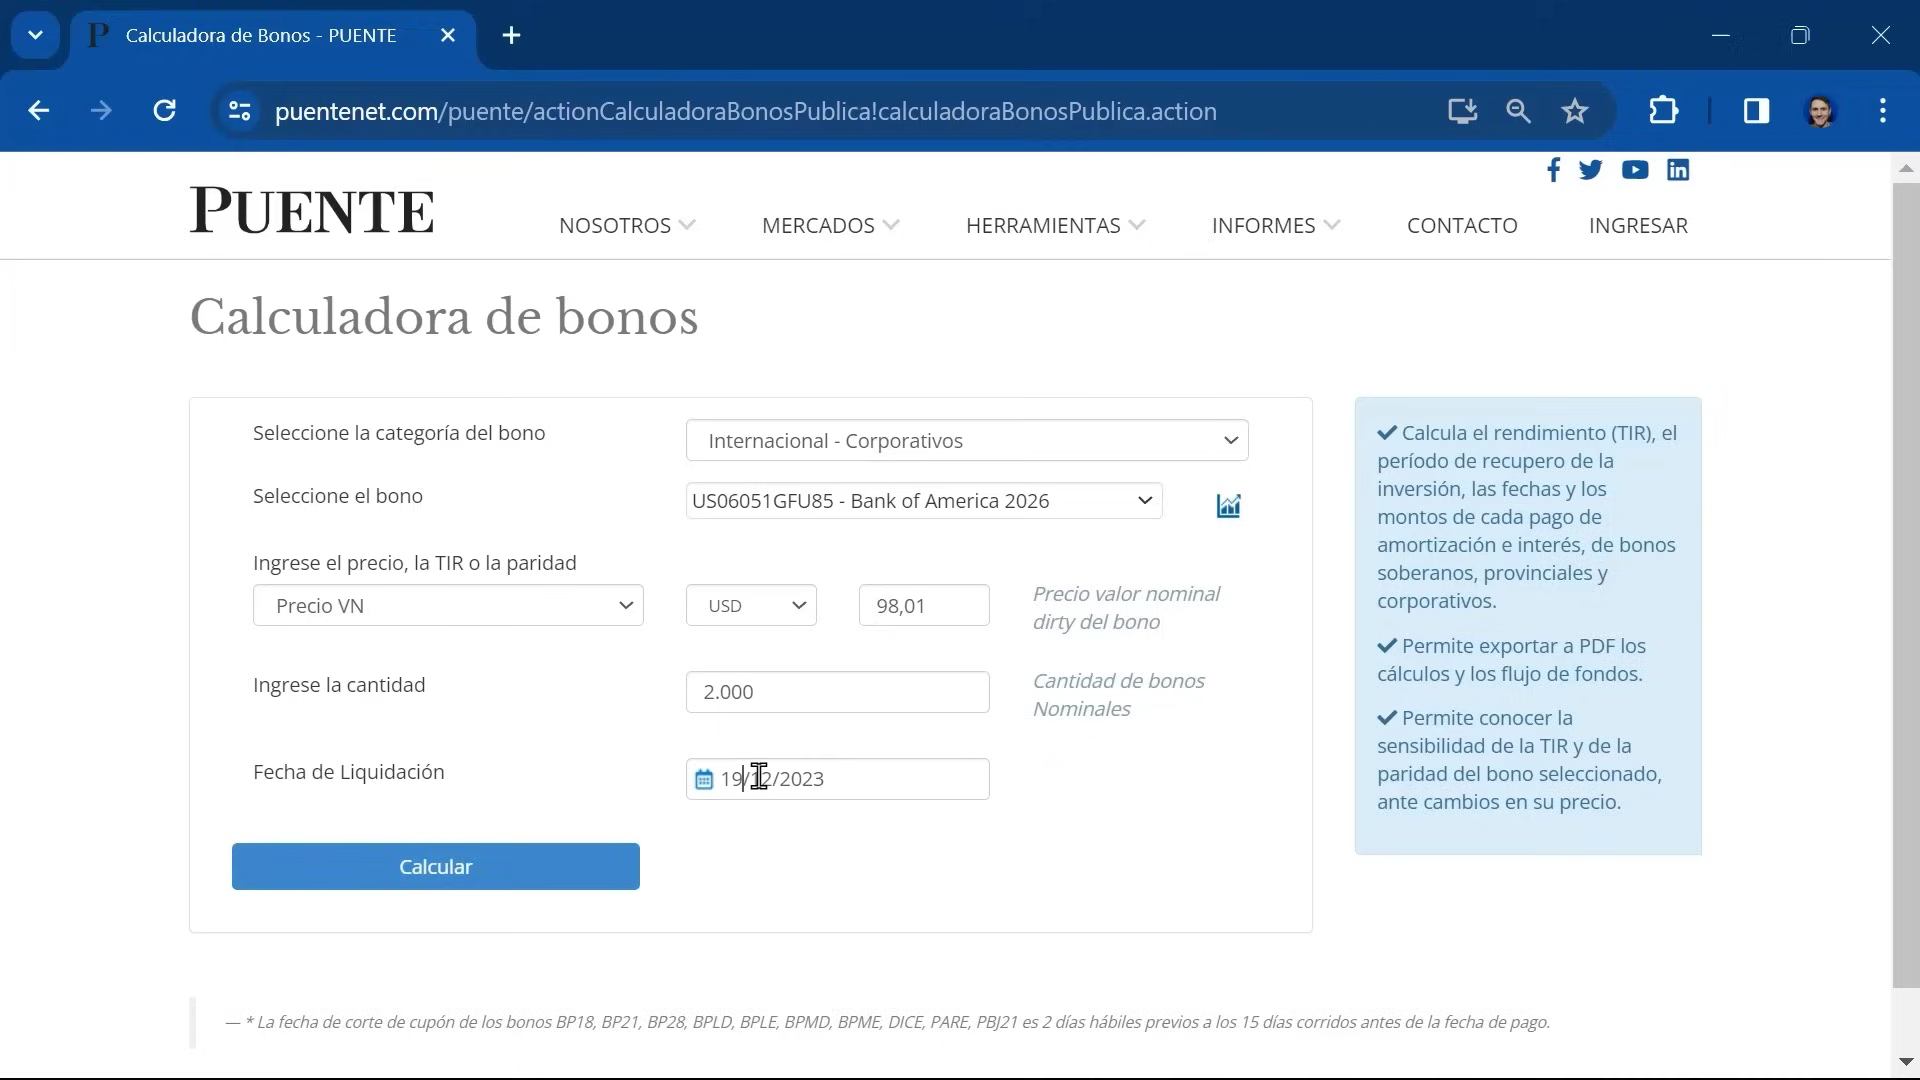 Calculadora de Bonos - PUENTE
puentenet.com/puente/actionCalculadoraBonosPublica!calculadoraBonosPublica.action
PUENTE
NOSOTROS
MERCADOS
HERRAMIENTAS
INFORMES
CONTACTO
INGRESAR
Calculadora de bonos
Seleccione la categoría del bono
Internacional - Corporativos
Seleccione el bono
US06051GFU85 - Bank of America 2026
Ingrese el precio, la TIR o la paridad
Precio VN
USD
98,01
Precio valor nominal
dirty del bono
Ingrese la cantidad
2.000
Cantidad de bonos
Nominales
Fecha de Liquidación
19/12/2023
Calcular
Calcula el rendimiento (TIR), el
período de recupero de la
inversión, las fechas y los
montos de cada pago de
amortización e interés, de bonos
soberanos, provinciales y
corporativos.
Permite exportar a PDF los
cálculos y los flujo de fondos.
Permite conocer la
sensibilidad de la TIR y de la
paridad del bono seleccionado,
ante cambios en su precio.
— * La fecha de corte de cupón de los bonos BP18, BP21, BP28, BPLD, BPLE, BPMD, BPME, DICE, PARE, PBJ21 es 2 días hábiles previos a los 15 días corridos antes de la fecha de pago.